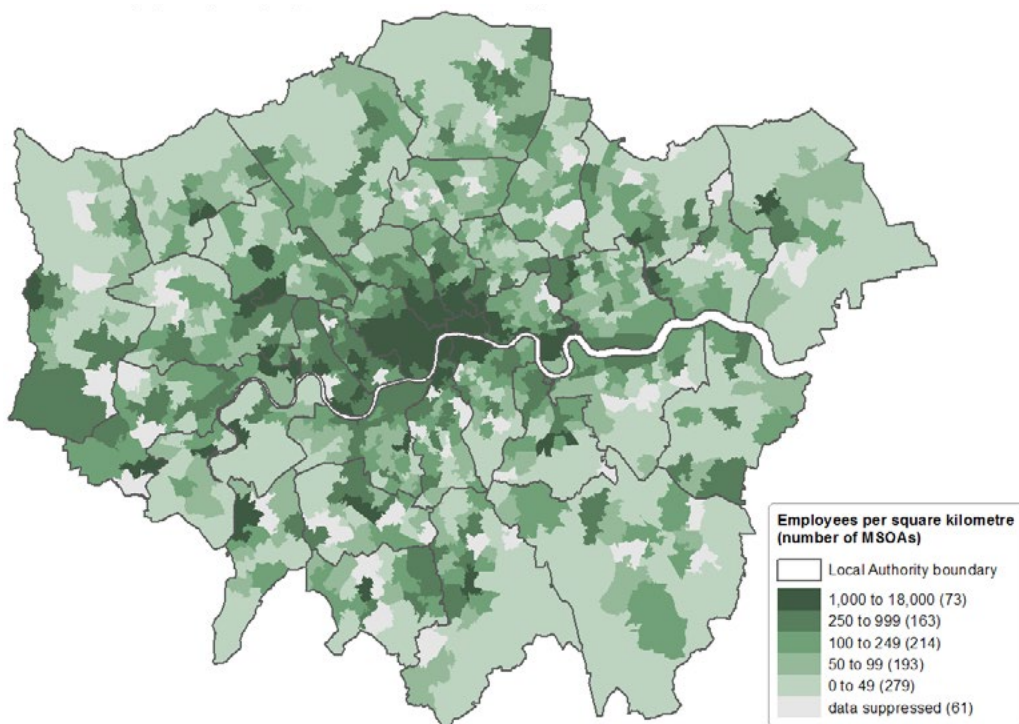 Employees per square kilometre
(number of MSOAs)
Local Authority boundary
1,000 to 18,000 (73)
250 to 999 (163)
100 to 249 (214)
50 to 99 (193)
0 to 49 (279)
data suppressed (61)